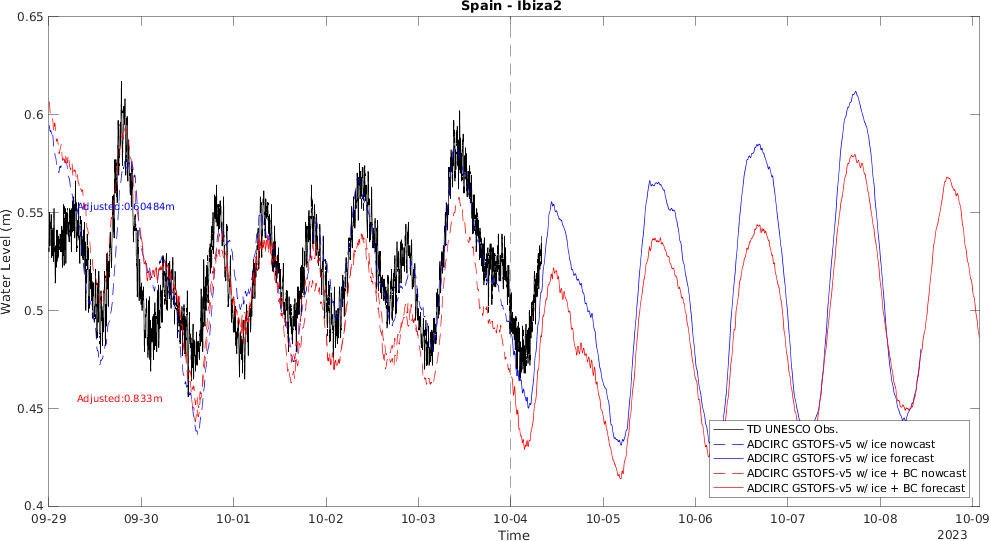 Spain - Ibiza2
0.65
0.6
0.55
0.5
0.45
0.4
Water Level (m)
Adjusted:0.60484m
Adjusted:0.833m
TD UNESCO Obs.
ADCIRC GSTOFS-v5 w/ ice nowcast
ADCIRC GSTOFS-v5 w/ ice forecast
ADCIRC GSTOFS-v5 w/ ice + BC nowcast
ADCIRC GSTOFS-v5 w/ ice + BC forecast
09-29 09-30 10-01 10-02 10-03 10-04 10-05 10-06 10-07 10-08 10-09
Time
2023